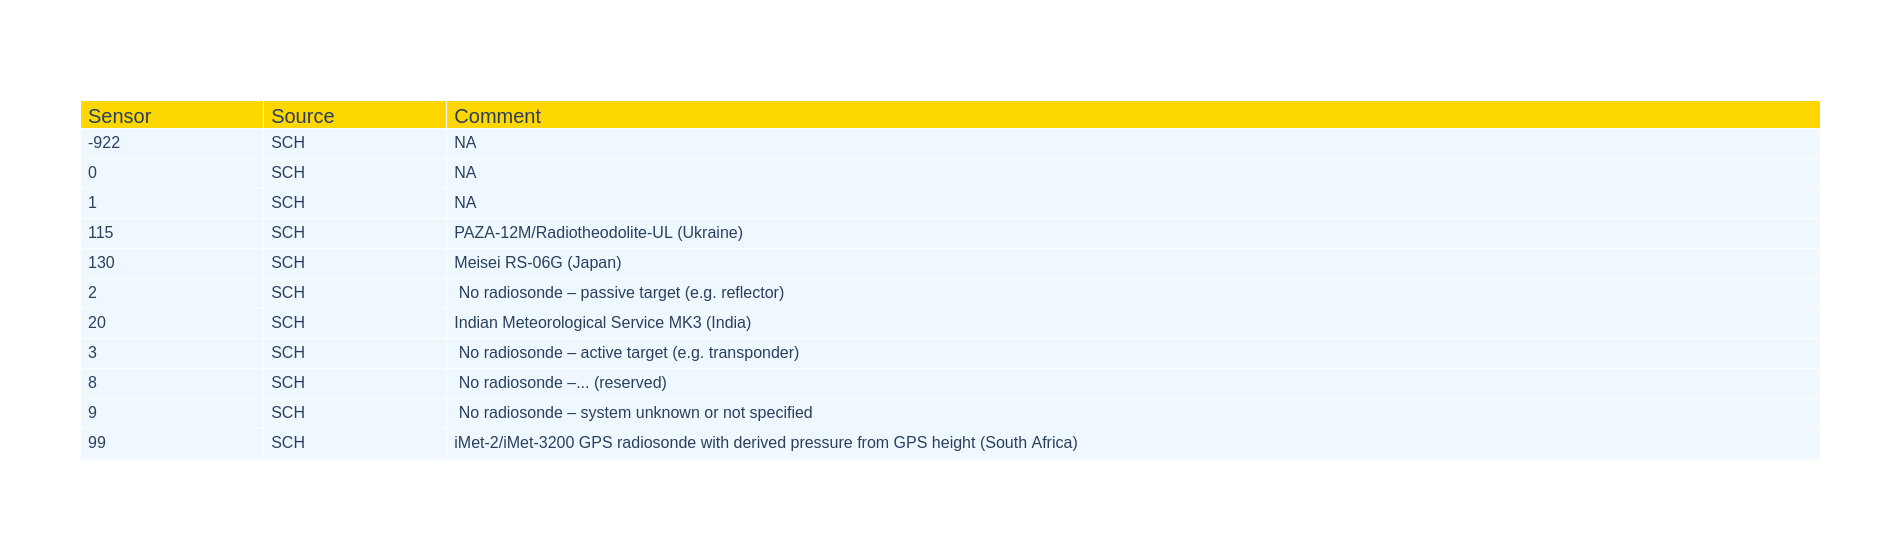 Sensor Source Comment
-922 SCH NA
0 SCH NA
1 SCH NA
115 SCH PAZA-12M/Radiotheodolite-UL (Ukraine)
130 SCH Meisei RS-06G (Japan)
2 SCH No radiosonde – passive target (e.g. reflector)
20 SCH Indian Meteorological Service MK3 (India)
3 SCH No radiosonde – active target (e.g. transponder)
8 SCH No radiosonde –... (reserved)
9 SCH No radiosonde – system unknown or not specified
99 SCH iMet-2/iMet-3200 GPS radiosonde with derived pressure from GPS height (South Africa)